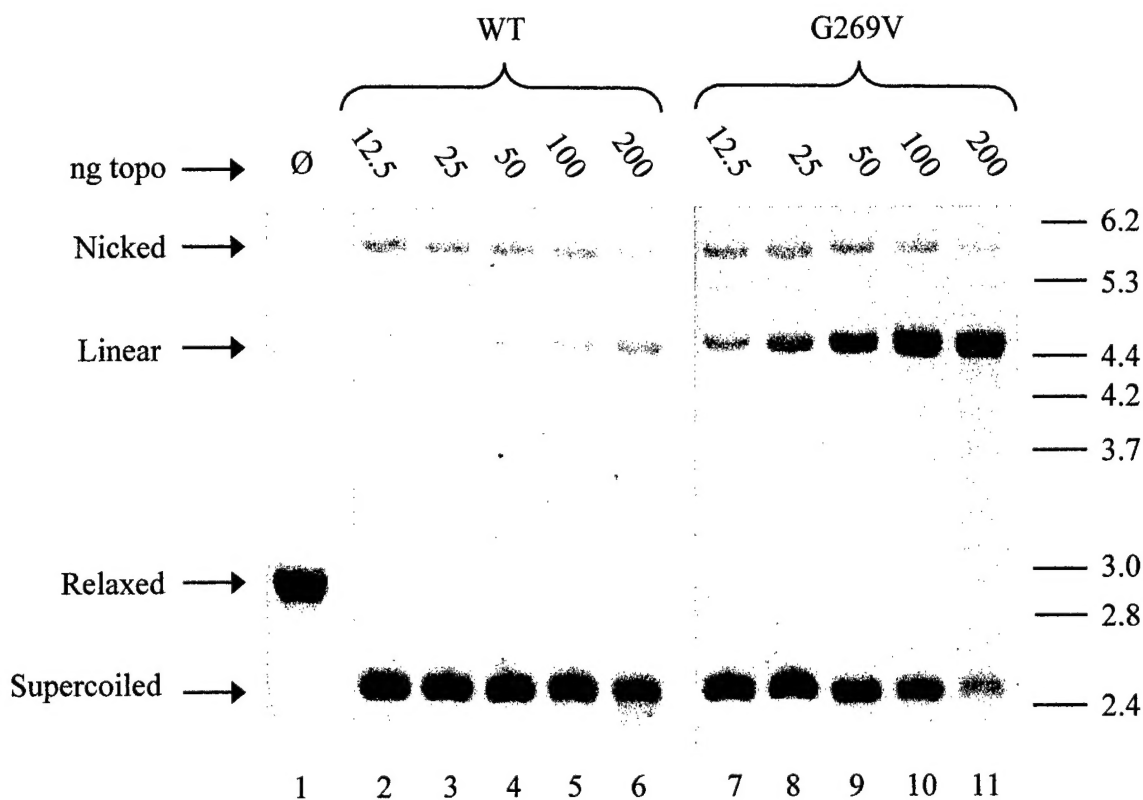 WT G269V
ng topo Ø 12.5 25 50 100 200 12.5 25 50 100 200
Nicked 6.2
5.3
Linear 4.4
4.2
3.7
Relaxed 3.0
2.8
Supercoiled 2.4
1 2 3 4 5 6 7 8 9 10 11